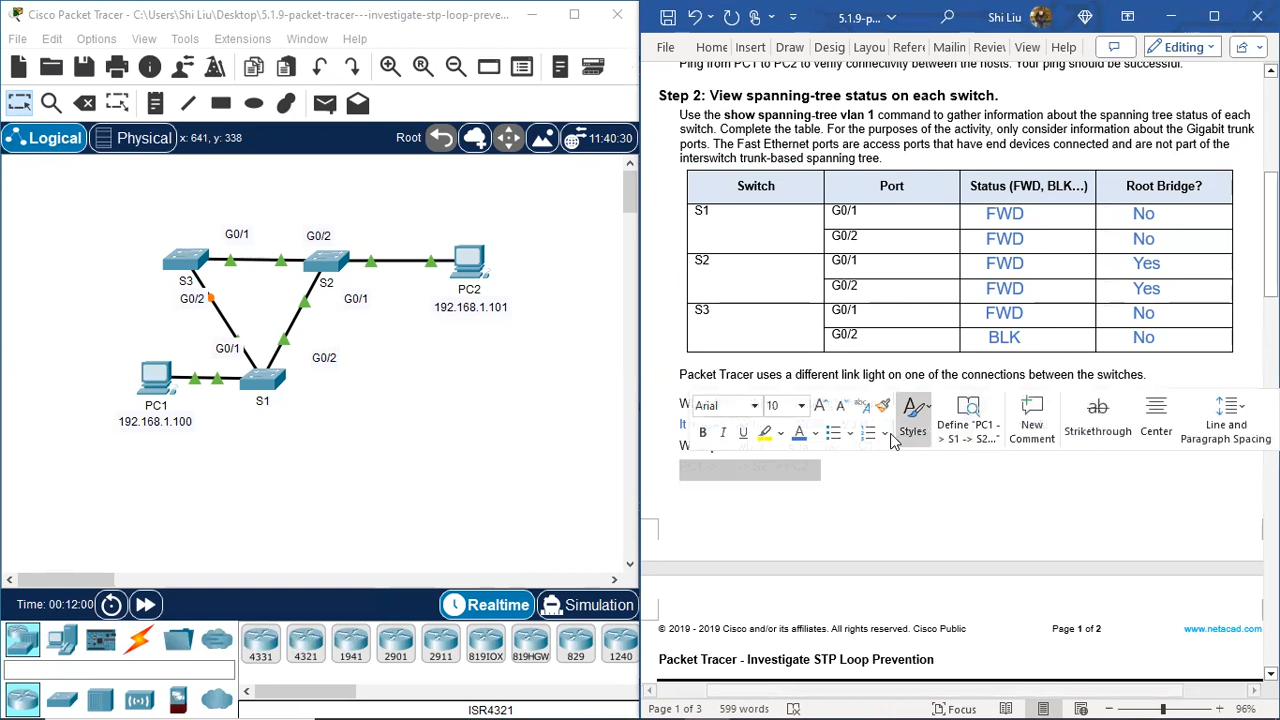 Cisco Packet Tracer - C:\Users\Shi Liu\Desktop\5.1.9-packet-tracer---investigate-stp-loop-preve...
File Edit Options View Tools Extensions Window Help
Logical Physical x: 641, y: 338 Root 11:40:30
G0/1 G0/2
S3 S2 PC2
G0/2 G0/1 192.168.1.101
G0/1 G0/2
PC1 S1
192.168.1.100
Time: 00:12:00 Realtime Simulation
4331 4321 1941 2901 2911 819IOX 819HGW 829 1240
ISR4321
5.1.9-p... Shi Liu
File Home Insert Draw Desig Layou Referr Mailin Review View Help Editing
Ping from PC1 to PC2 to verify connectivity between the hosts. Your ping should be successful.
Step 2: View spanning-tree status on each switch.
Use the show spanning-tree vlan 1 command to gather information about the spanning tree status of each
switch. Complete the table. For the purposes of the activity, only consider information about the Gigabit trunk
ports. The Fast Ethernet ports are access ports that have end devices connected and are not part of the
interswitch trunk-based spanning tree.
Switch Port Status (FWD, BLK...) Root Bridge?
S1 G0/1 FWD No
G0/2 FWD No
S2 G0/1 FWD Yes
G0/2 FWD Yes
S3 G0/1 FWD No
G0/2 BLK No
Packet Tracer uses a different link light on one of the connections between the switches.
Arial 10
Styles
Define "PC1 -
> S1 -> S2...
New
Comment
Strikethrough
Center
Line and
Paragraph Spacing
It
© 2019 - 2019 Cisco and/or its affiliates. All rights reserved. Cisco Public Page 1 of 2 www.netacad.com
Packet Tracer - Investigate STP Loop Prevention
Page 1 of 3 599 words Focus 96%